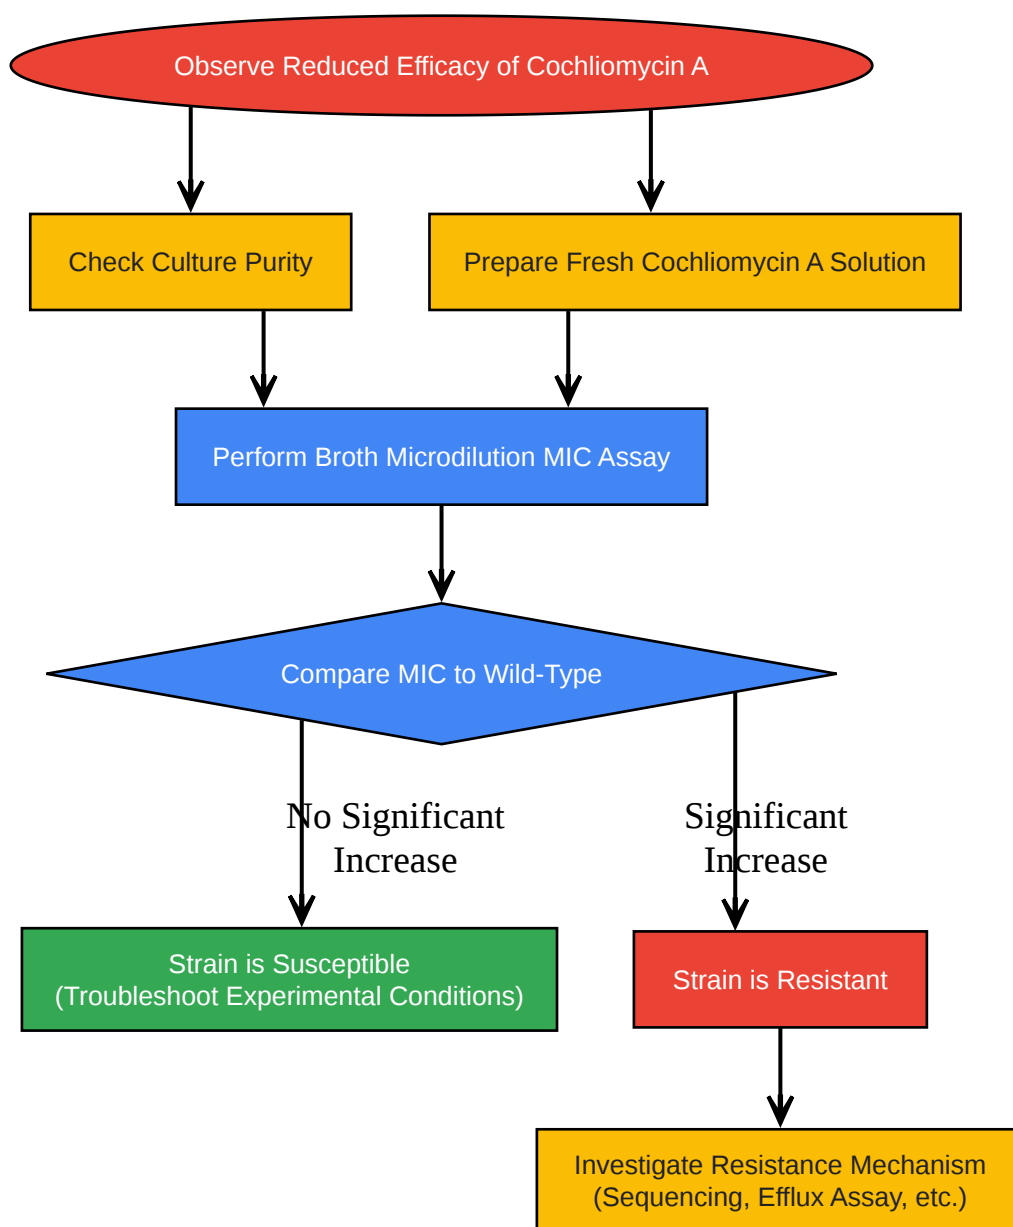 Observe Reduced Efficacy of Cochliomycin A
Check Culture Purity
Prepare Fresh Cochliomycin A Solution
Perform Broth Microdilution MIC Assay
Compare MIC to Wild-Type
No Significant
Increase
Significant
Increase
Strain is Susceptible
(Troubleshoot Experimental Conditions)
Strain is Resistant
Investigate Resistance Mechanism
(Sequencing, Efflux Assay, etc.)